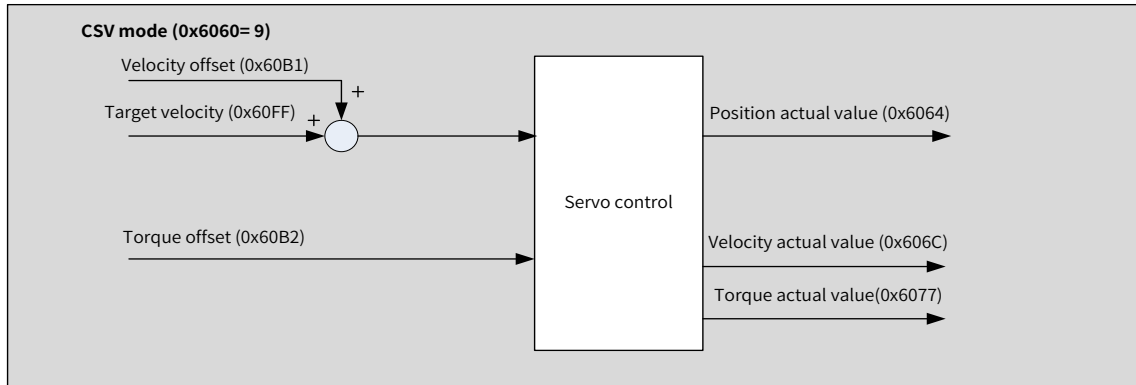 CSV mode (0x6060= 9)
Velocity offset (0x60B1)
+
Target velocity (0x60FF)
+
Position actual value (0x6064)
Servo control
Torque offset (0x60B2)
Velocity actual value (0x606C)
Torque actual value(0x6077)